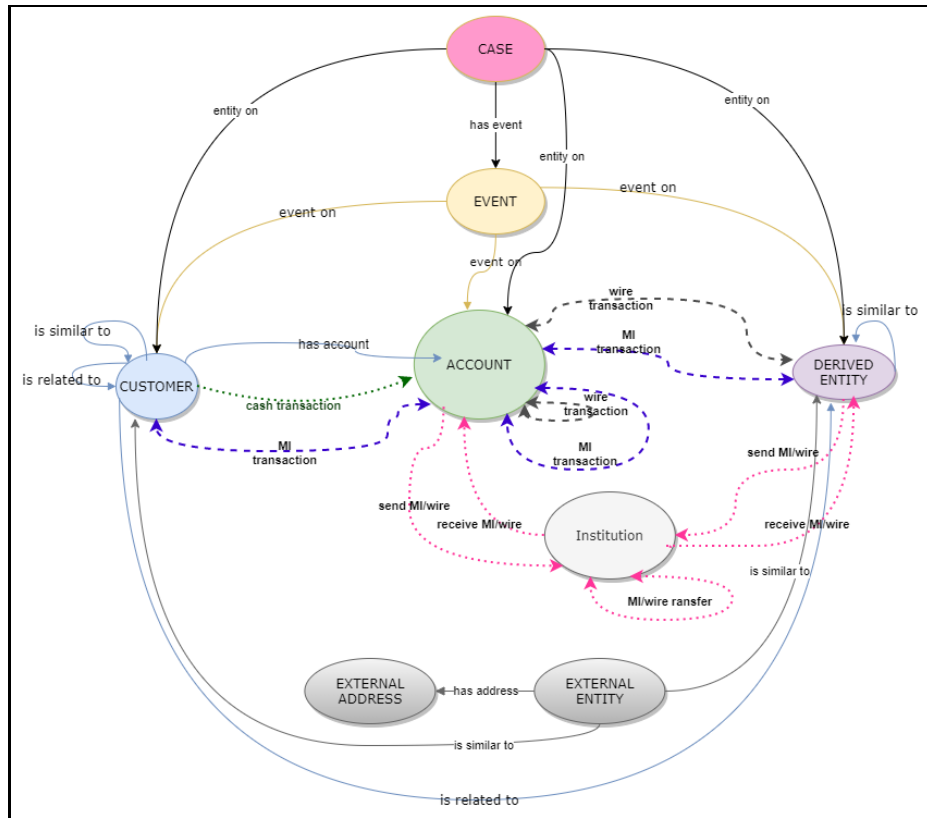 CASE
entity on
entity on
has event
entity on
EVENT
event on
event on
event on
wire
transaction
is similar to
is similar to
has account
MI
transaction
ACCOUNT
DERIVED
ENTITY
is related to
CUSTOMER
cash transaction
wire
transaction
MI
transaction
MI
transaction
send MI/wire
send MI/wire
receive MI/wire
receive MI/wire
Institution
is similar to
MI/wire ransfer
EXTERNAL
ADDRESS
has address
EXTERNAL
ENTITY
is similar to
is related to